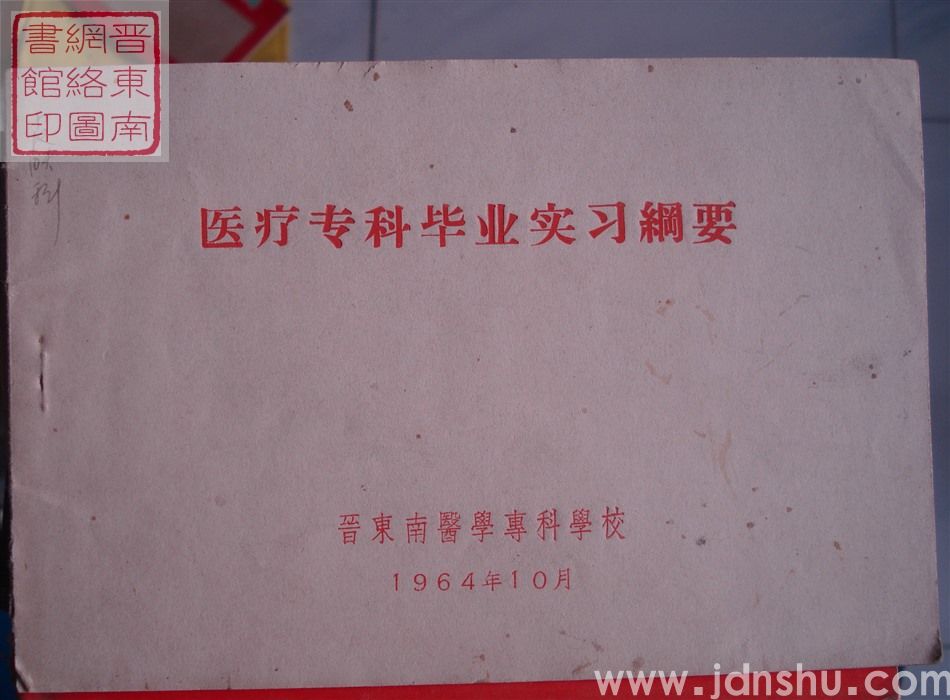 晋東南
網絡圖
書館印
医疗专科毕业实习綱要
晋東南醫學專科學校
1964年10月
www.jdnshu.com